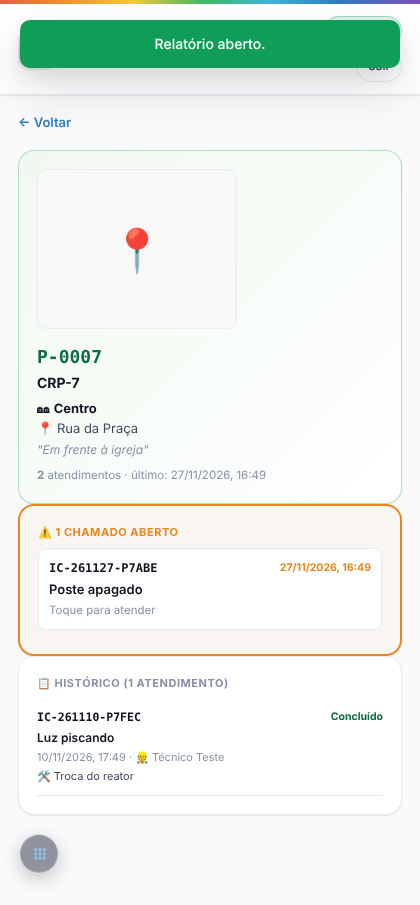 Relatório aberto.
← Voltar
P-0007
CRP-7
🏘 Centro
📍 Rua da Praça
"Em frente à igreja"
2 atendimentos · último: 27/11/2026, 16:49
⚠️ 1 CHAMADO ABERTO
IC-261127-P7ABE 27/11/2026, 16:49
Poste apagado
Toque para atender
📋 HISTÓRICO (1 ATENDIMENTO)
IC-261110-P7FEC Concluído
Luz piscando
10/11/2026, 17:49 · 👷 Técnico Teste
🛠️ Troca do reator